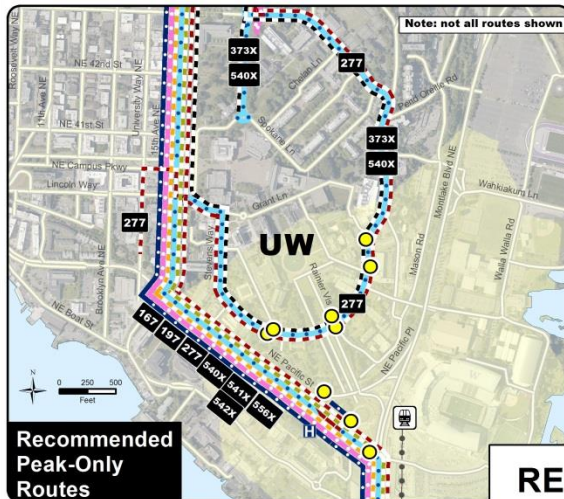 Note: not all routes shown
Roosevelt Way NE
11th Ave NE
University Way NE
15th Ave NE
NE 42nd St
NE 41st St
NE Campus Pkwy
Lincoln Way
Brooklyn Ave NE
NE Boat St
373X
540X
277
Chelan Ln
Spokane Ln
Pend Oreille Rd
373X
540X
Montlake Blvd NE
Wahkiakum Ln
Walla Walla Rd
Mason Rd
Grant Ln
Stevens Way
UW
277
Rainier Vis
277
NE Pacific St
NE Pacific Pl
167
197
277
540X
541X
556X
542X
H
N
0 250 500
Feet
Recommended
Peak-Only
Routes
RE